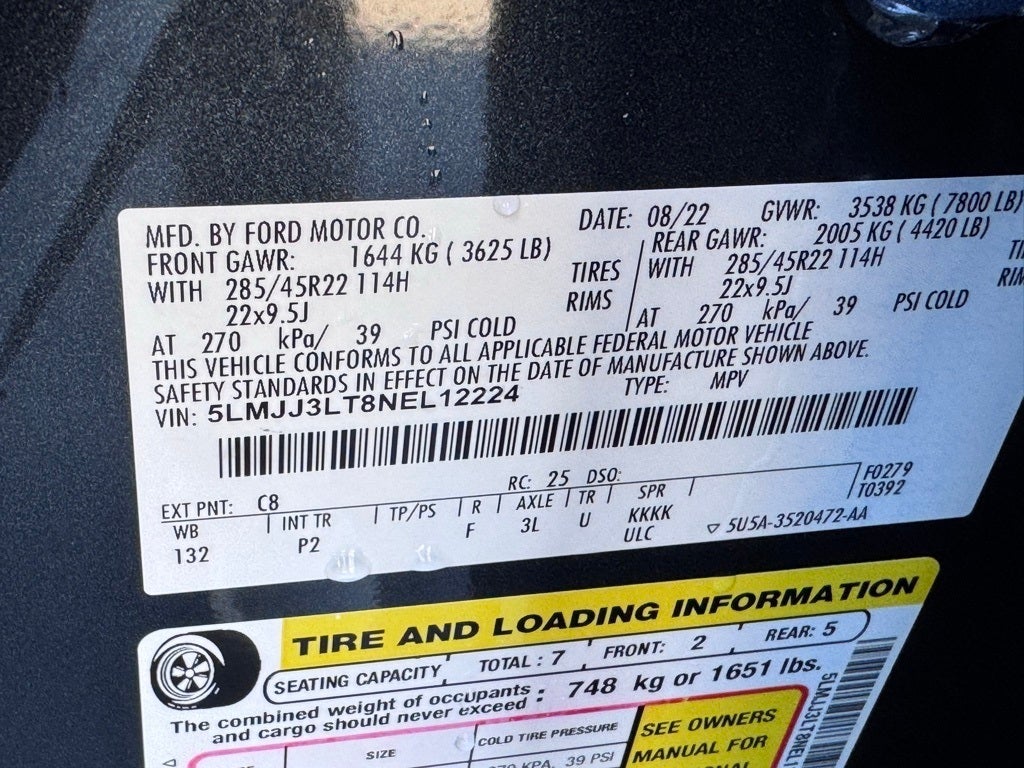 MFD. BY FORD MOTOR CO. DATE: 08/22 GVWR: 3538 KG ( 7800 LB)
FRONT GAWR: 1644 KG ( 3625 LB) REAR GAWR: 2005 KG ( 4420 LB)
WITH 285/45R22 114H TIRES WITH 285/45R22 114H
22x9.5J RIMS 22x9.5J
AT 270 kPa/ 39 PSI COLD AT 270 kPa/ 39 PSI COLD
THIS VEHICLE CONFORMS TO ALL APPLICABLE FEDERAL MOTOR VEHICLE
SAFETY STANDARDS IN EFFECT ON THE DATE OF MANUFACTURE SHOWN ABOVE.
VIN: 5LMJJ3LT8NEL12224 TYPE: MPV
EXT PNT: C8 RC: 25 DSO: F0279
WB INT TR TP/PS R AXLE TR SPR T0392
132 P2 F 3L U KKKK
ULC 5U5A-3520472-AA
TIRE AND LOADING INFORMATION
SEATING CAPACITY TOTAL : 7 FRONT: 2 REAR: 5
The combined weight of occupants
and cargo should never exceed : 748 kg or 1651 lbs.
SIZE COLD TIRE PRESSURE SEE OWNERS
39 PSI MANUAL FOR